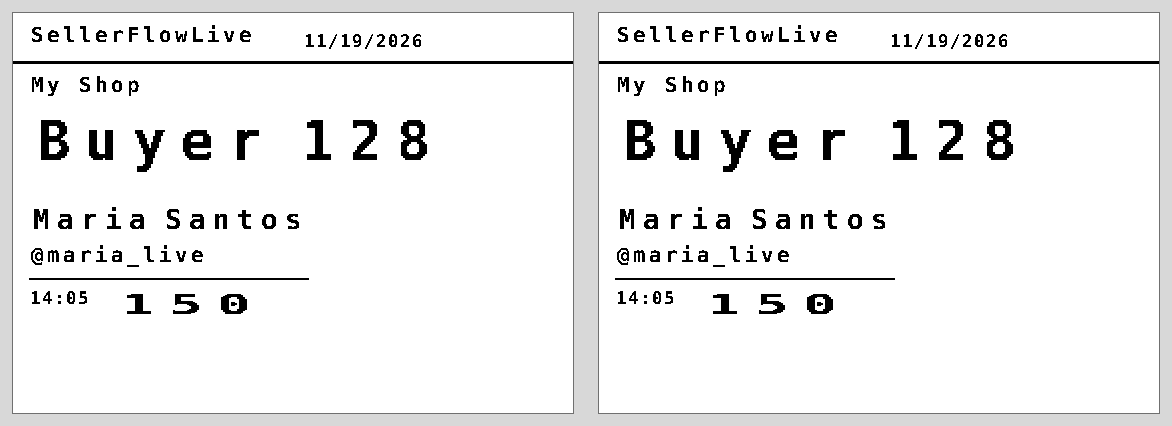 SellerFlowLive 11/19/2026
My Shop
Buyer 128
Maria Santos
@maria_live
14:05 150
SellerFlowLive 11/19/2026
My Shop
Buyer 128
Maria Santos
@maria_live
14:05 150